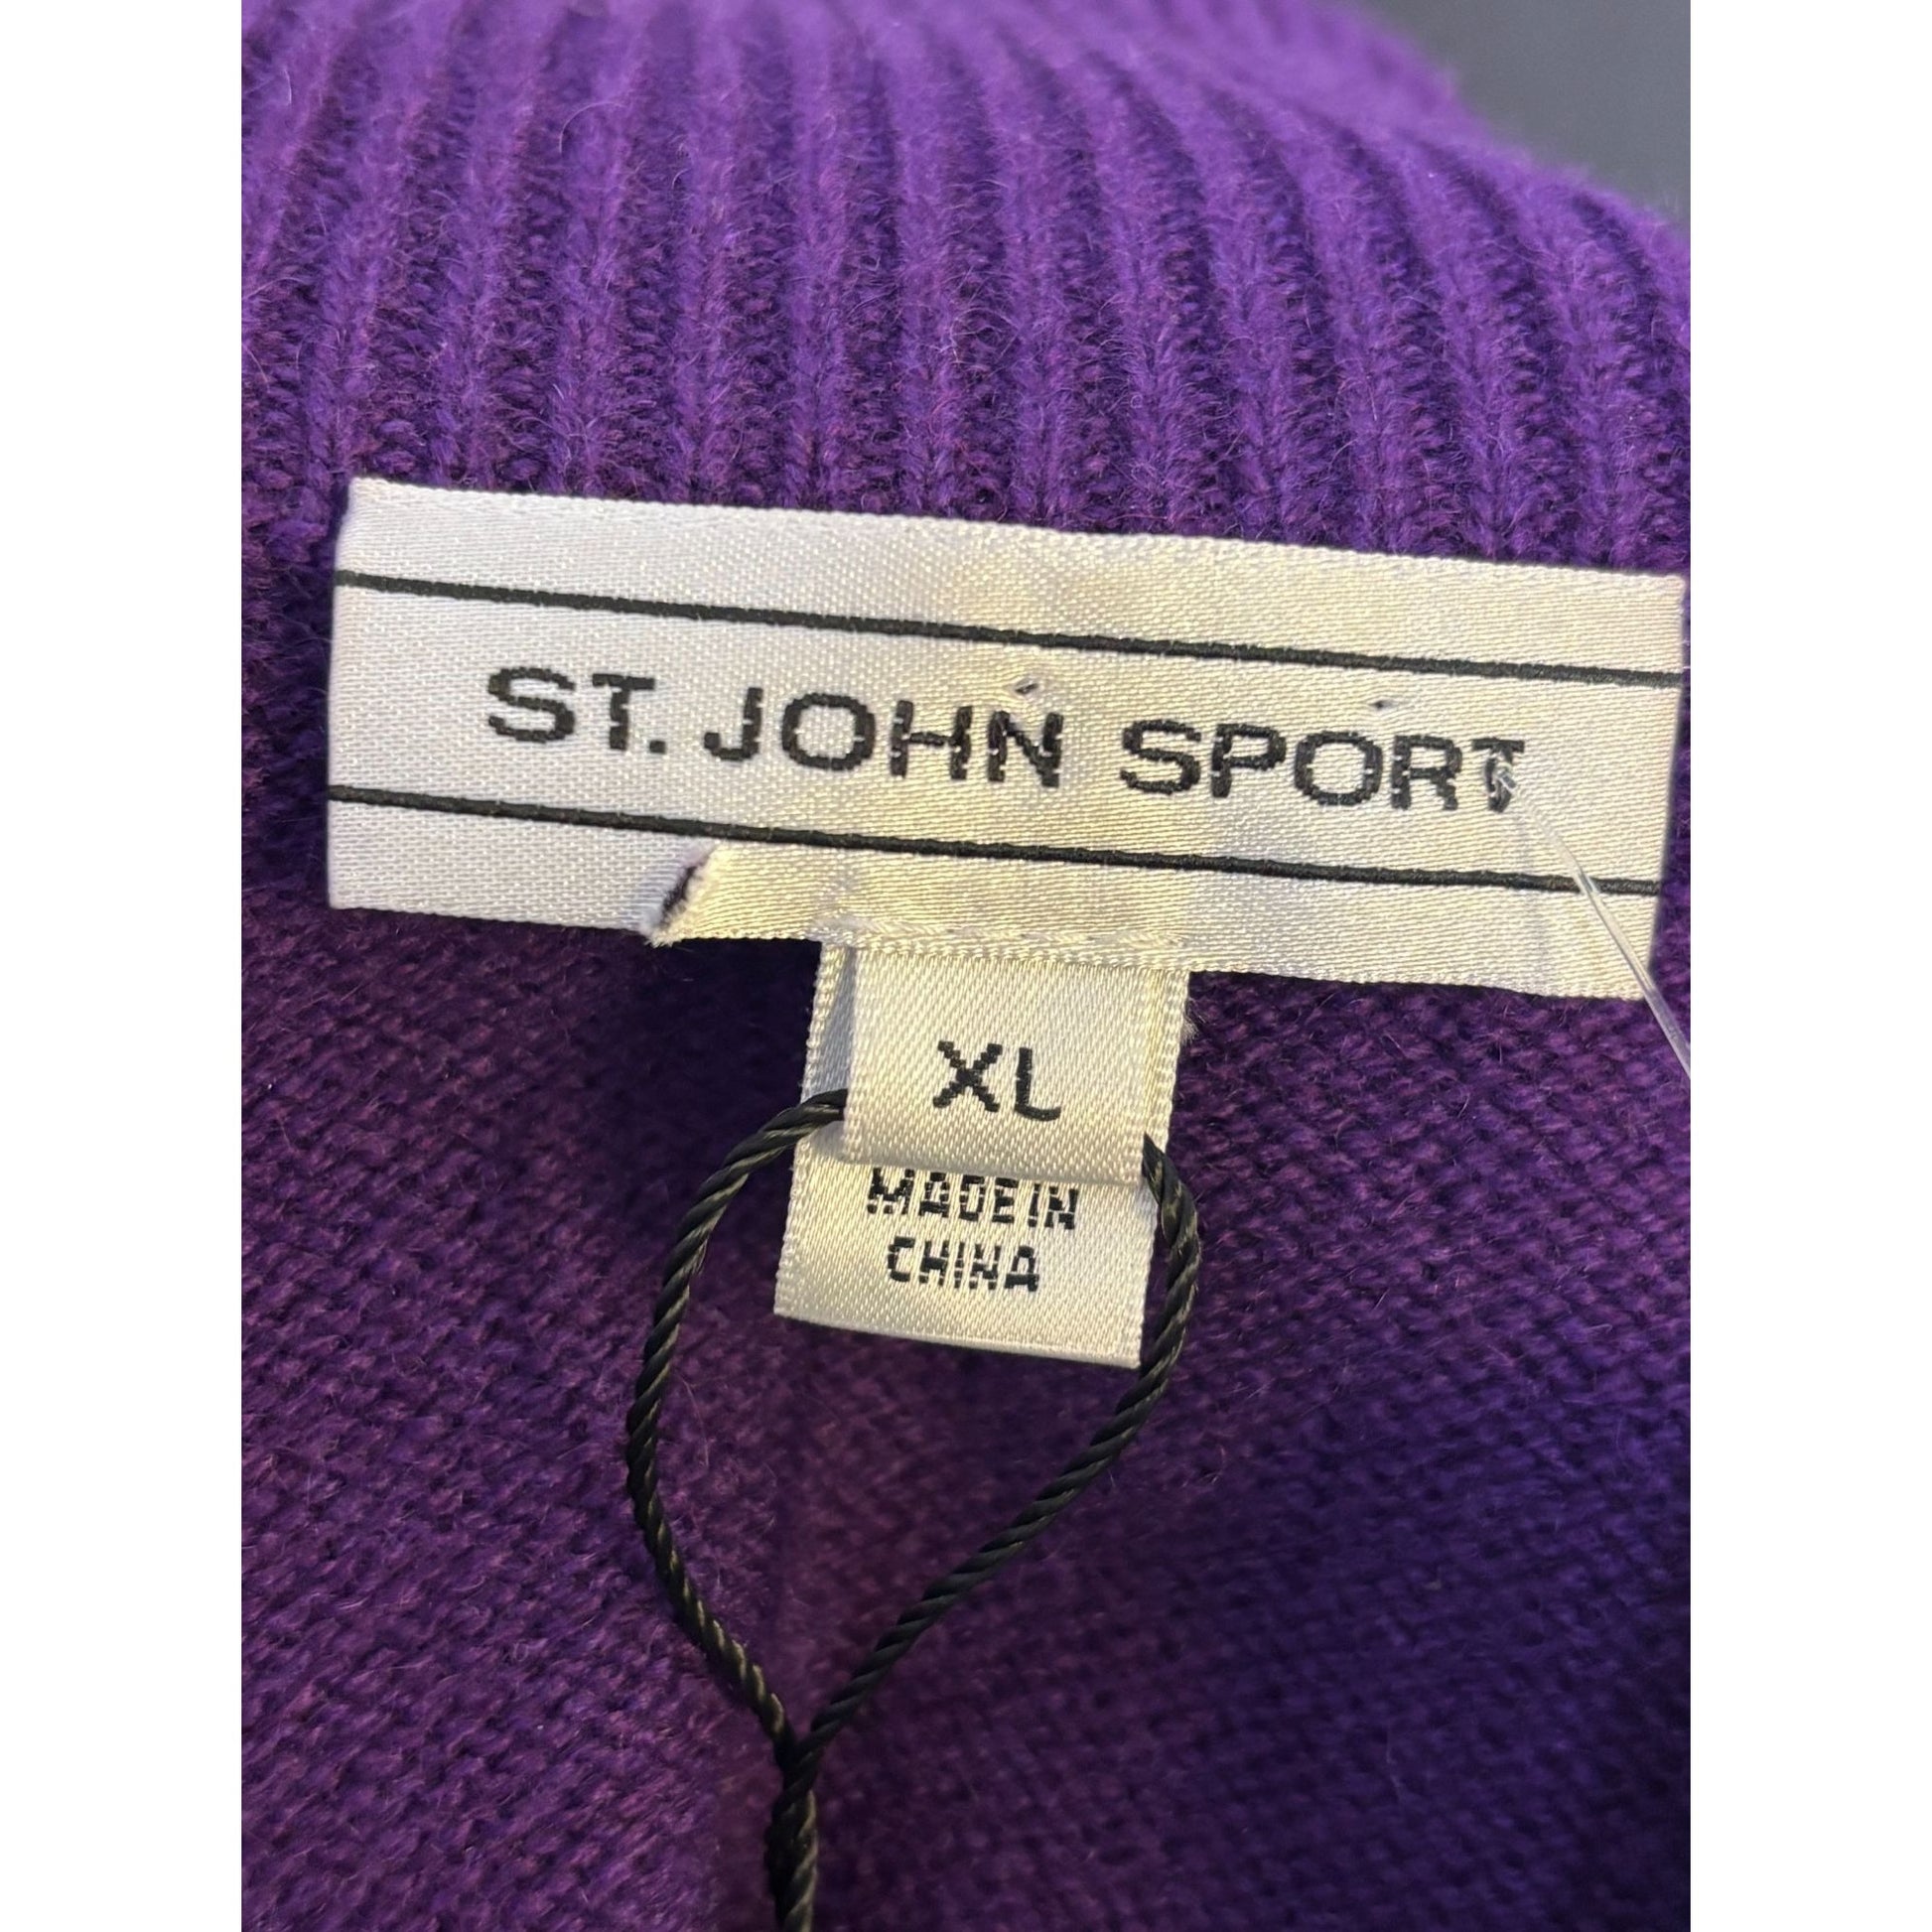 ST. JOHN SPORT
XL
MADE IN
CHINA